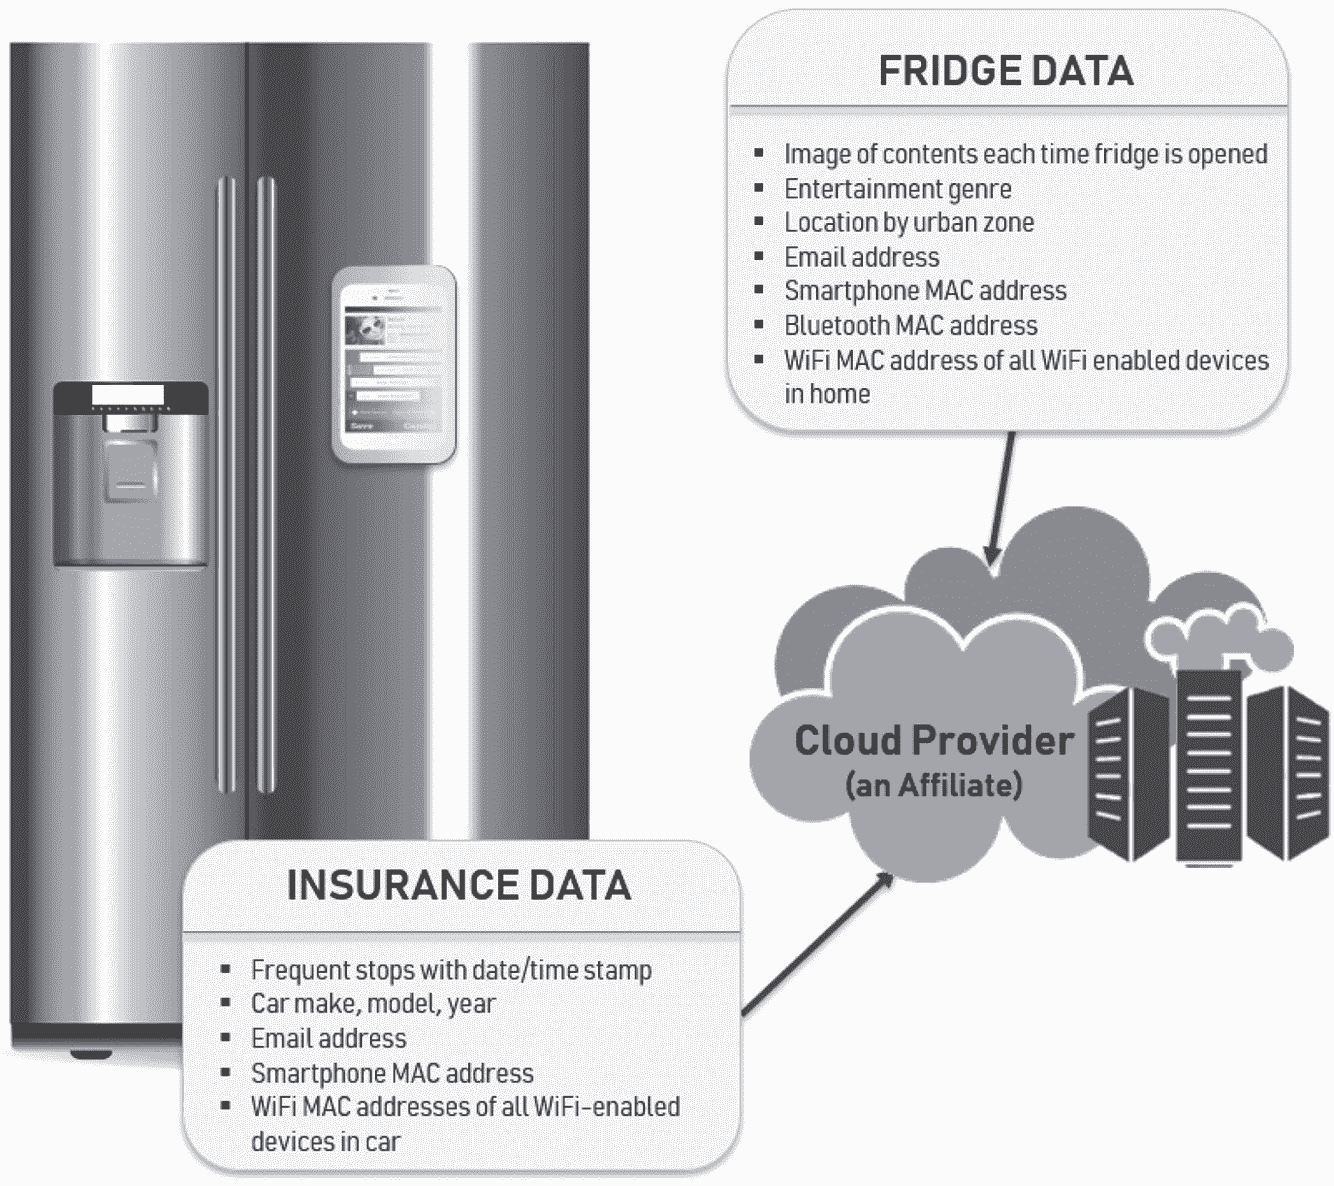 FRIDGE DATA
▪ Image of contents each time fridge is opened
▪ Entertainment genre
▪ Location by urban zone
▪ Email address
▪ Smartphone MAC address
▪ Bluetooth MAC address
▪ WiFi MAC address of all WiFi enabled devices
in home
Save
Cloud Provider
(an Affiliate)
INSURANCE DATA
▪ Frequent stops with date/time stamp
▪ Car make, model, year
▪ Email address
▪ Smartphone MAC address
▪ WiFi MAC addresses of all WiFi-enabled
devices in car